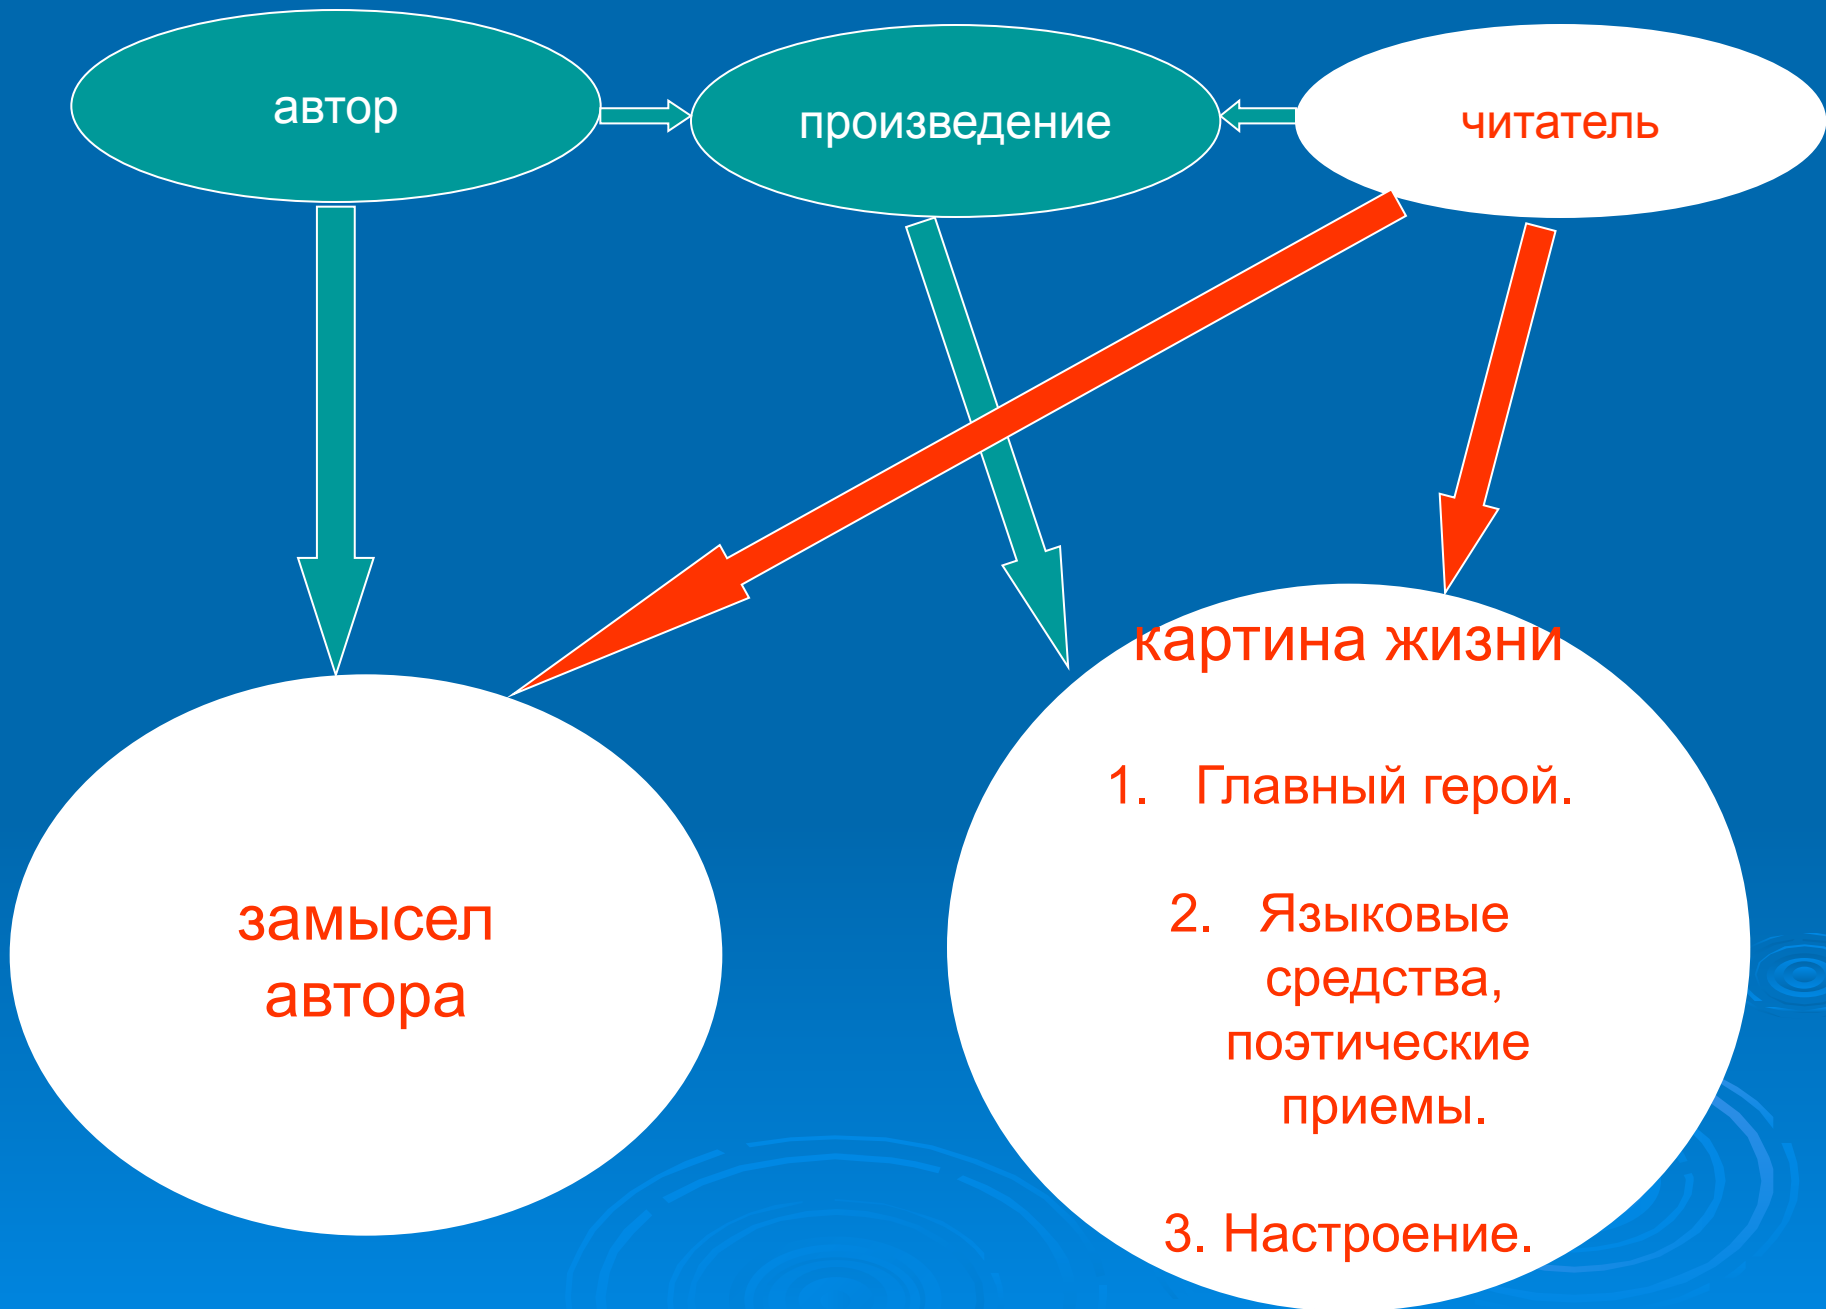 автор
произведение
читатель
замысел
автора
картина жизни
1. Главный герой.
2. Языковые
средства,
поэтические
приемы.
3. Настроение.